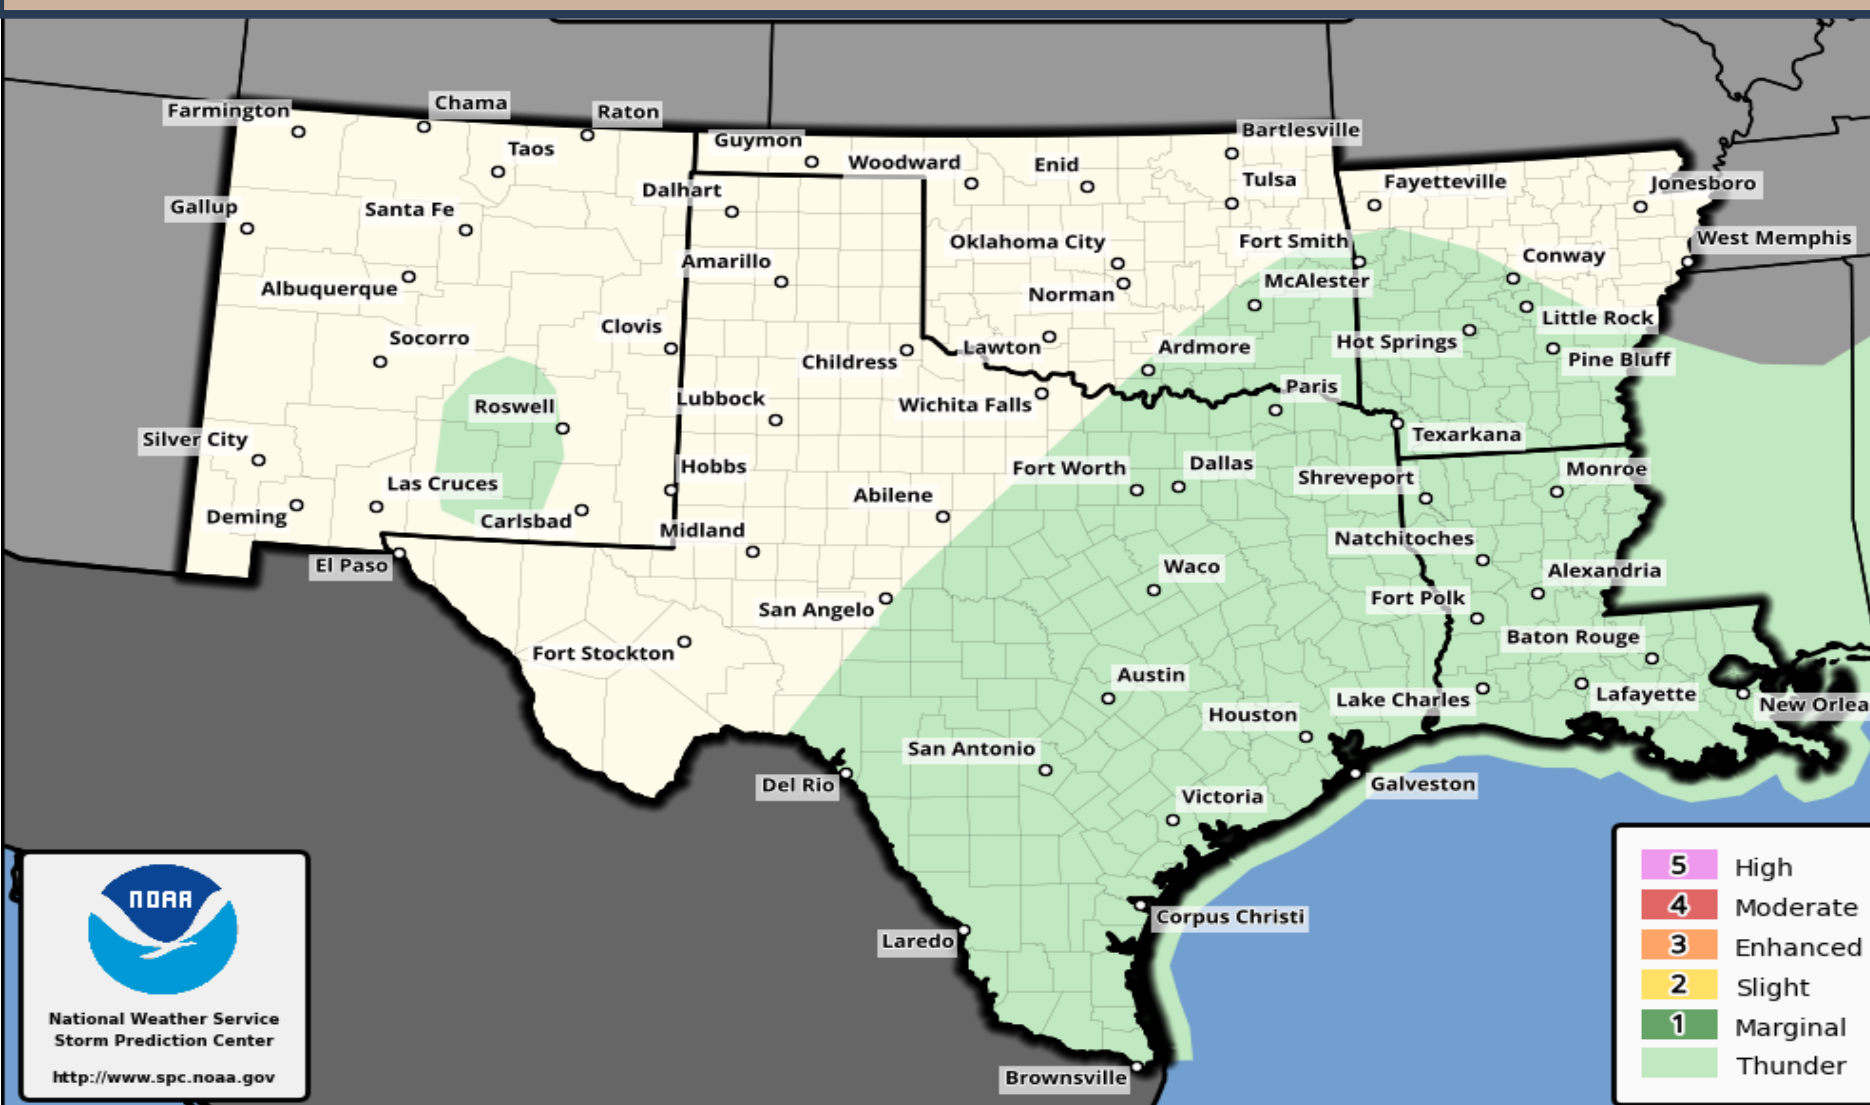 Farmington
Chama
Raton
Taos
Guymon
Woodward
Enid
Bartlesville
Tulsa
Fayetteville
Jonesboro
Gallup
Santa Fe
Dalhart
Oklahoma City
Fort Smith
Conway
West Memphis
Albuquerque
Amarillo
Norman
McAlester
Little Rock
Socorro
Clovis
Childress
Lawton
Ardmore
Hot Springs
Pine Bluff
Roswell
Lubbock
Wichita Falls
Paris
Texarkana
Silver City
Las Cruces
Hobbs
Fort Worth
Dallas
Shreveport
Monroe
Deming
Carlsbad
Midland
Abilene
Natchitoches
El Paso
San Angelo
Waco
Fort Polk
Alexandria
Fort Stockton
Baton Rouge
Austin
Lake Charles
Lafayette
New Orlea
Houston
San Antonio
Del Rio
Galveston
Victoria
Corpus Christi
Laredo
Brownsville
NOAA
National Weather Service
Storm Prediction Center
http://www.spc.noaa.gov
5 High
4 Moderate
3 Enhanced
2 Slight
1 Marginal
Thunder